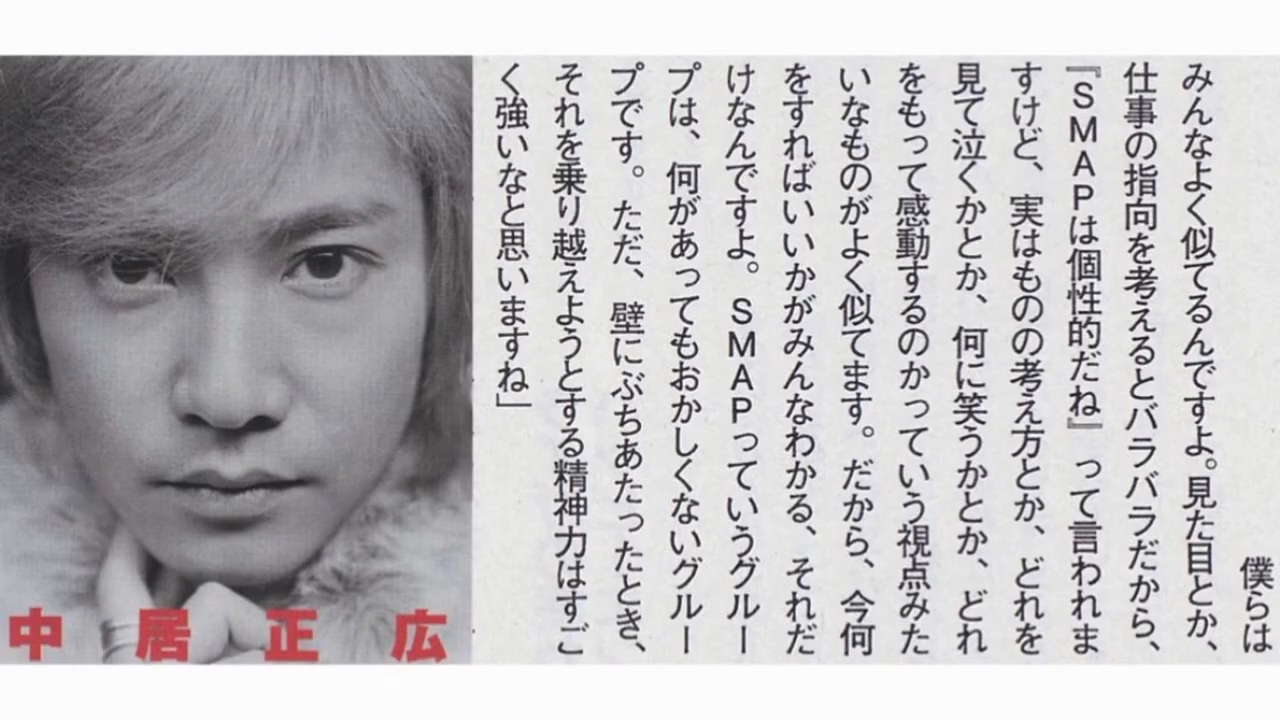 僕らは
みんなよく似てるんですよ。見た目とか、
仕事の指向を考えるとバラバラだから、
『SMAPは個性的だね』って言われま
すけど、実はものの考え方とか、どれを
見て泣くかとか、何に笑うかとか、どれ
をもって感動するのかっていう視点みた
いなものがよく似てます。だから、今何
をすればいいかがみんなわかる、それだ
けなんですよ。SMAPっていうグルー
プは、何があってもおかしくないグルー
プです。ただ、壁にぶちあたったとき、
それを乗り越えようとする精神力はすご
く強いなと思いますね」
中居正広